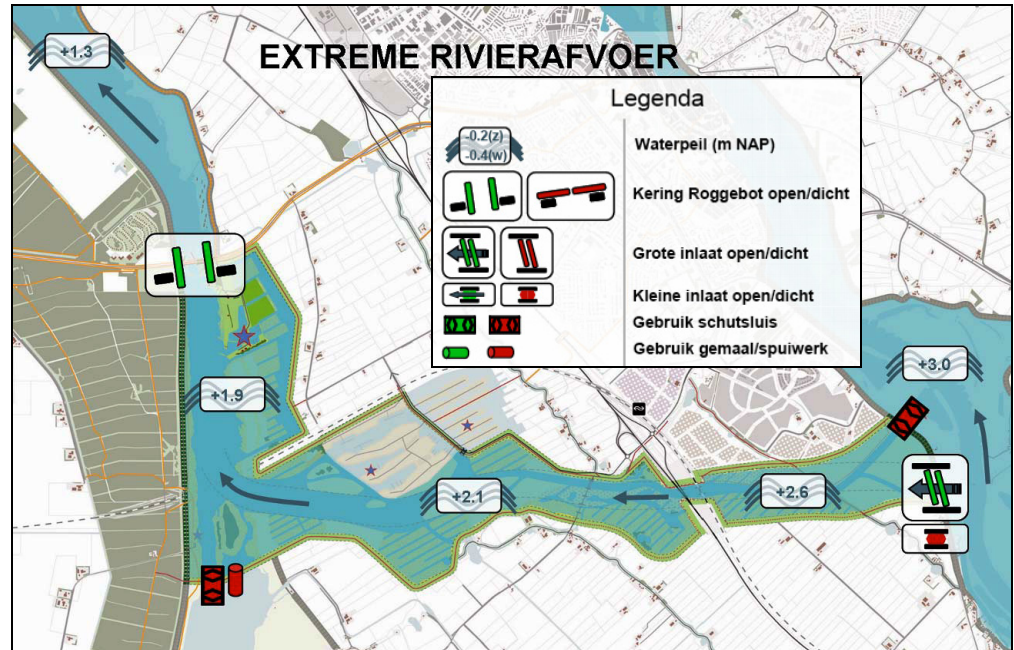 +1.3
EXTREME RIVIERAFVOER
Legenda
-0.2(z)
-0.4(w)
Waterpeil (m NAP)
Kering Roggebot open/dicht
Grote inlaat open/dicht
Kleine inlaat open/dicht
Gebruik schutsluis
Gebruik gemaal/spuiwerk
+3.0
+1.9
+2.1
+2.6